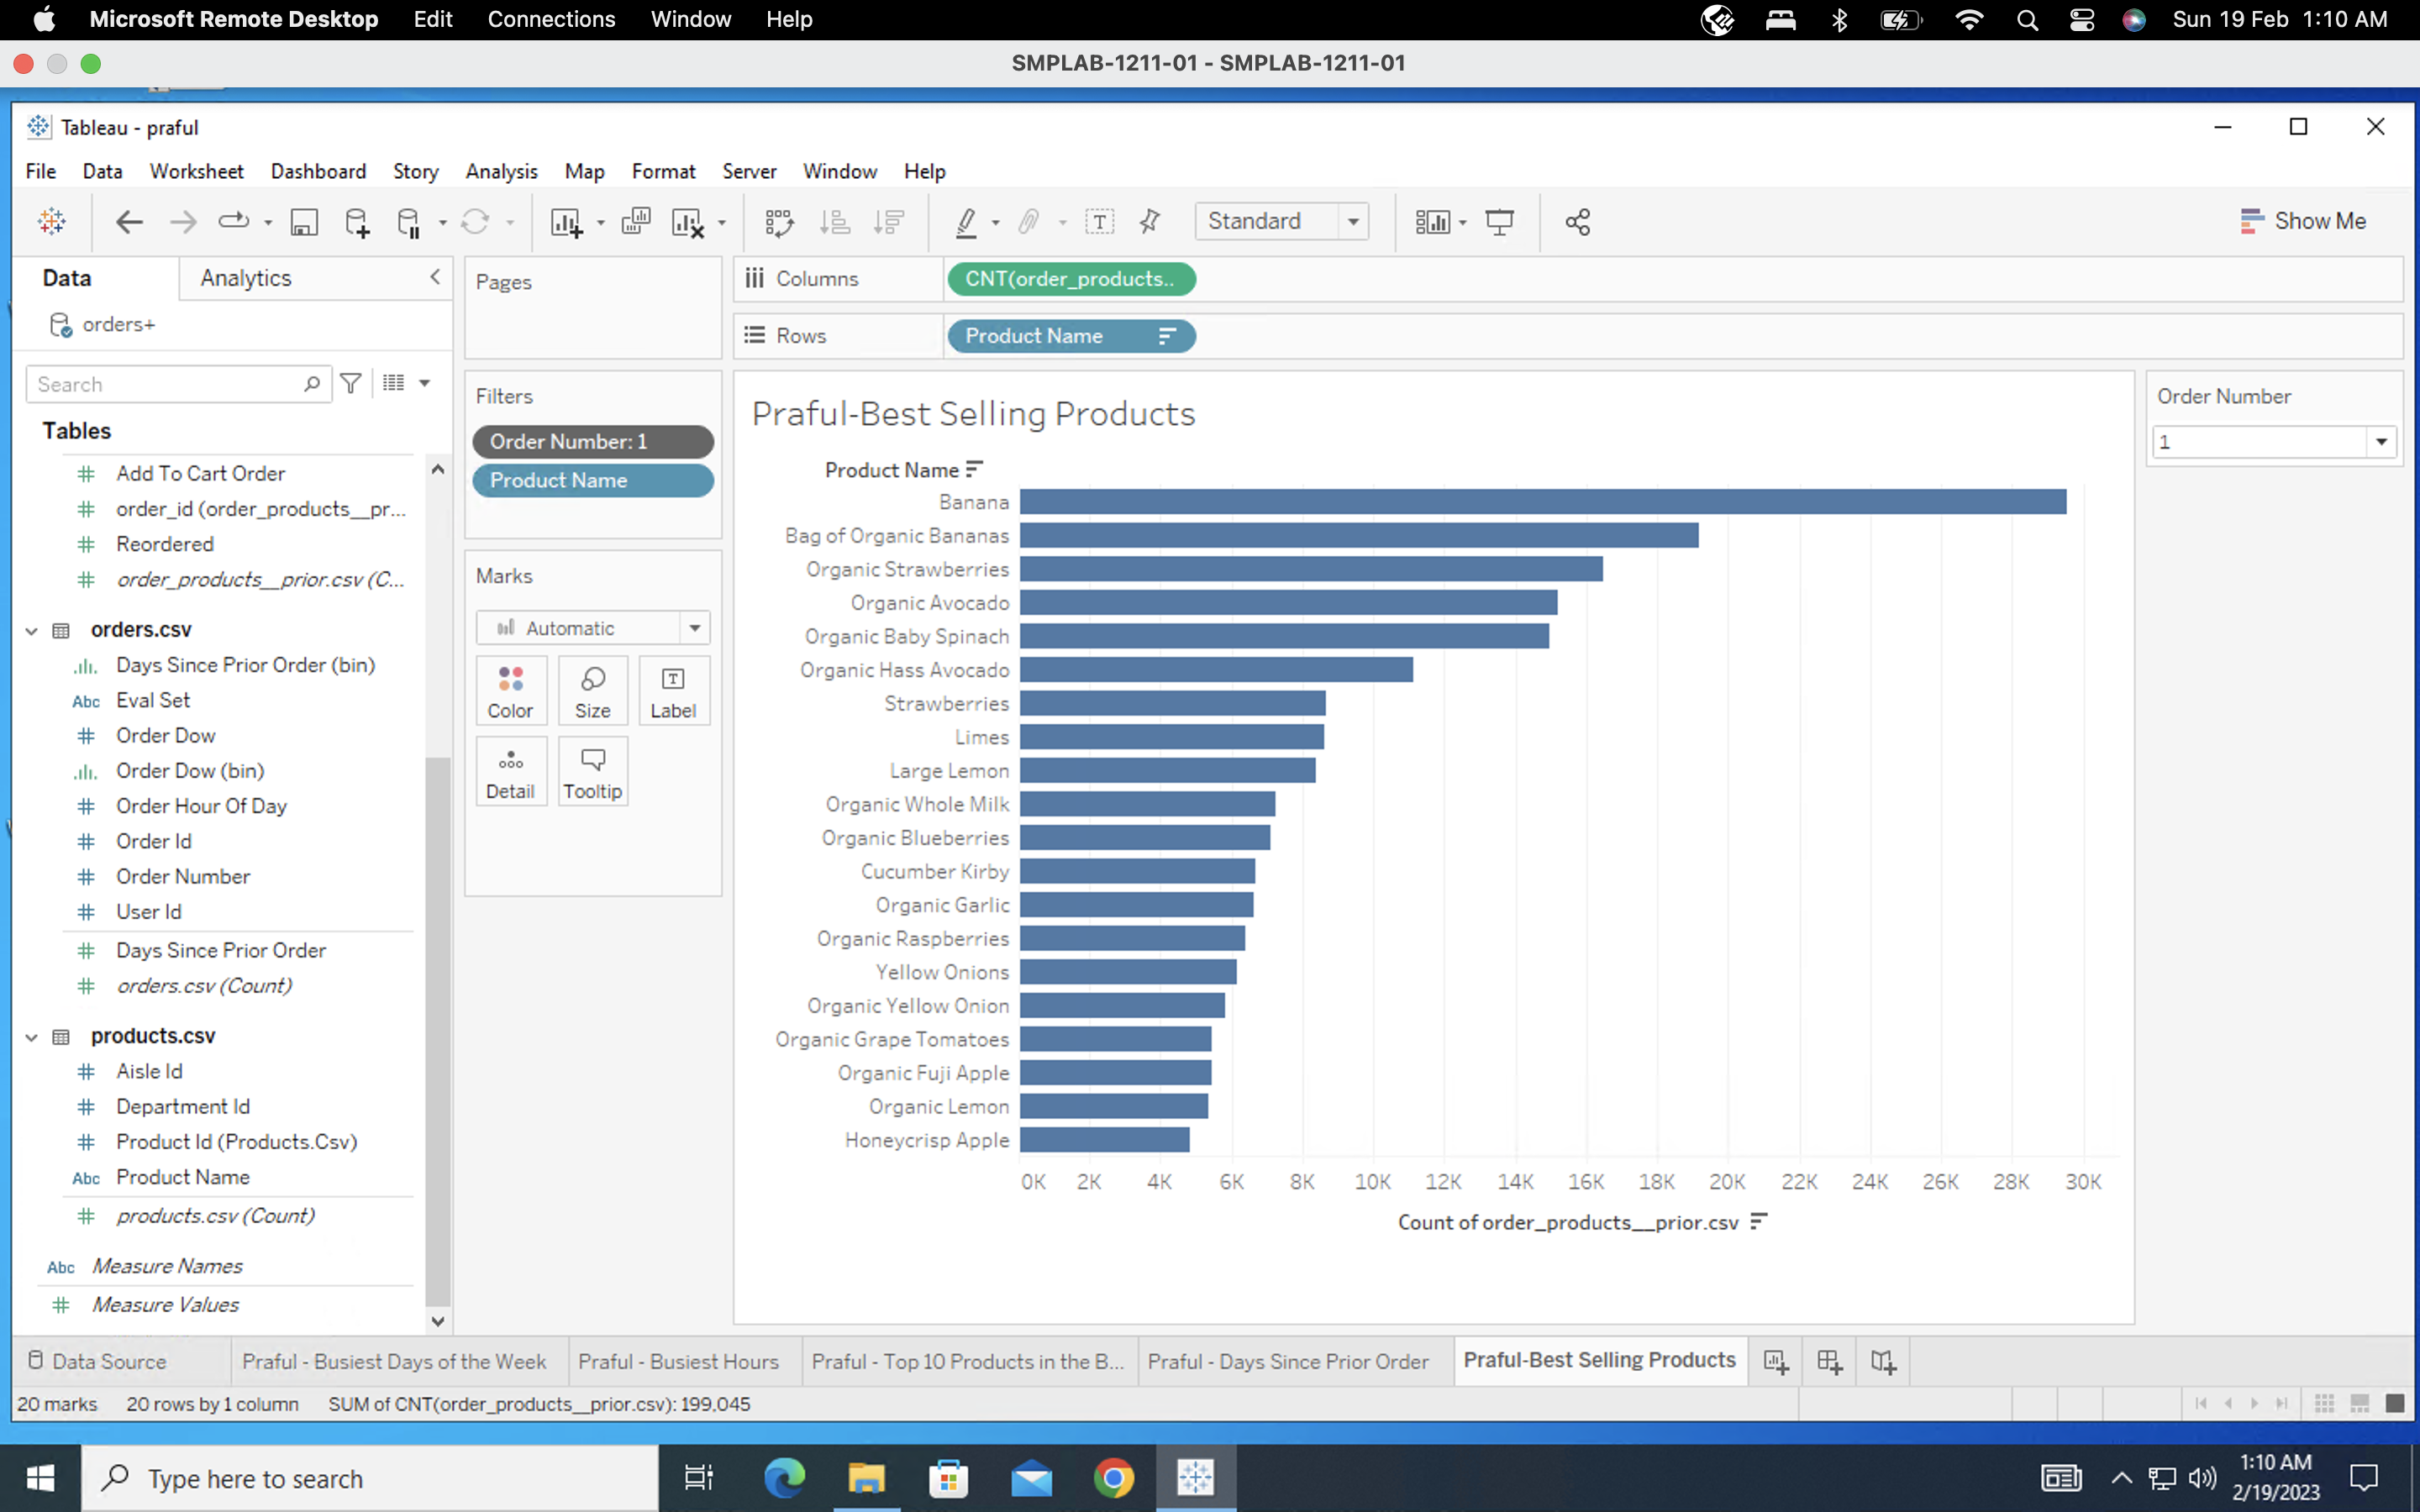 Microsoft Remote Desktop Edit Connections Window Help Sun 19 Feb 1:10 AM
SMPLAB-1211-01 - SMPLAB-1211-01
Tableau - praful
File Data Worksheet Dashboard Story Analysis Map Format Server Window Help
Standard Show Me
Data Analytics
orders+
Search
Tables
Add To Cart Order
order_id (order_products__pr...
Reordered
order_products__prior.csv (C...
orders.csv
Days Since Prior Order (bin)
Abc Eval Set
Order Dow
Order Dow (bin)
Order Hour Of Day
Order Id
Order Number
User Id
Days Since Prior Order
orders.csv (Count)
products.csv
Aisle Id
Department Id
Product Id (Products.Csv)
Abc Product Name
products.csv (Count)
Abc Measure Names
Measure Values
Pages
Filters
Order Number: 1
Product Name
Marks
Automatic
Color Size Label
Detail Tooltip
Columns CNT(order_products..
Rows Product Name
Praful-Best Selling Products
Product Name
Banana
Bag of Organic Bananas
Organic Strawberries
Organic Avocado
Organic Baby Spinach
Organic Hass Avocado
Strawberries
Limes
Large Lemon
Organic Whole Milk
Organic Blueberries
Cucumber Kirby
Organic Garlic
Organic Raspberries
Yellow Onions
Organic Yellow Onion
Organic Grape Tomatoes
Organic Fuji Apple
Organic Lemon
Honeycrisp Apple
0K 2K 4K 6K 8K 10K 12K 14K 16K 18K 20K 22K 24K 26K 28K 30K
Count of order_products__prior.csv
Order Number
1
Data Source Praful - Busiest Days of the Week Praful - Busiest Hours Praful - Top 10 Products in the B... Praful - Days Since Prior Order Praful-Best Selling Products
20 marks 20 rows by 1 column SUM of CNT(order_products__prior.csv): 199,045
Type here to search
1:10 AM
2/19/2023